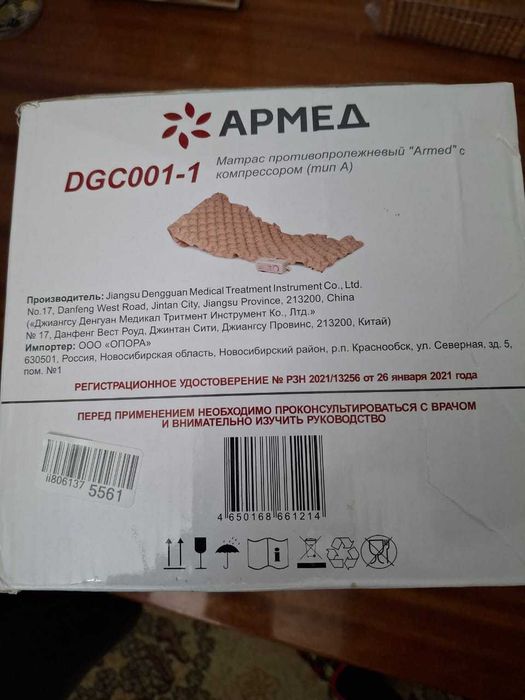 АРМЕД
DGC001-1
Матрас противопролежневый "Armed" с
компрессором (тип А)
Производитель: Jiangsu Dengguan Medical Treatment Instrument Co., Ltd.
No.17, Danfeng West Road, Jintan City, Jiangsu Province, 213200, China
(«Джиангсу Денгуан Медикал Тритмент Инструмент Ко., Лтд.»
№ 17, Данфенг Вест Роуд, Джинтан Сити, Джиангсу Провинс, 213200, Китай)
Импортер: ООО «ОПОРА»
630501, Россия, Новосибирская область, Новосибирский район, р.п. Краснообск, ул. Северная, зд. 5,
пом. №1
РЕГИСТРАЦИОННОЕ УДОСТОВЕРЕНИЕ № РЗН 2021/13256 от 26 января 2021 года
ПЕРЕД ПРИМЕНЕНИЕМ НЕОБХОДИМО ПРОКОНСУЛЬТИРОВАТЬСЯ С ВРАЧОМ
И ВНИМАТЕЛЬНО ИЗУЧИТЬ РУКОВОДСТВО
ii806137 5561
4 650168 661214